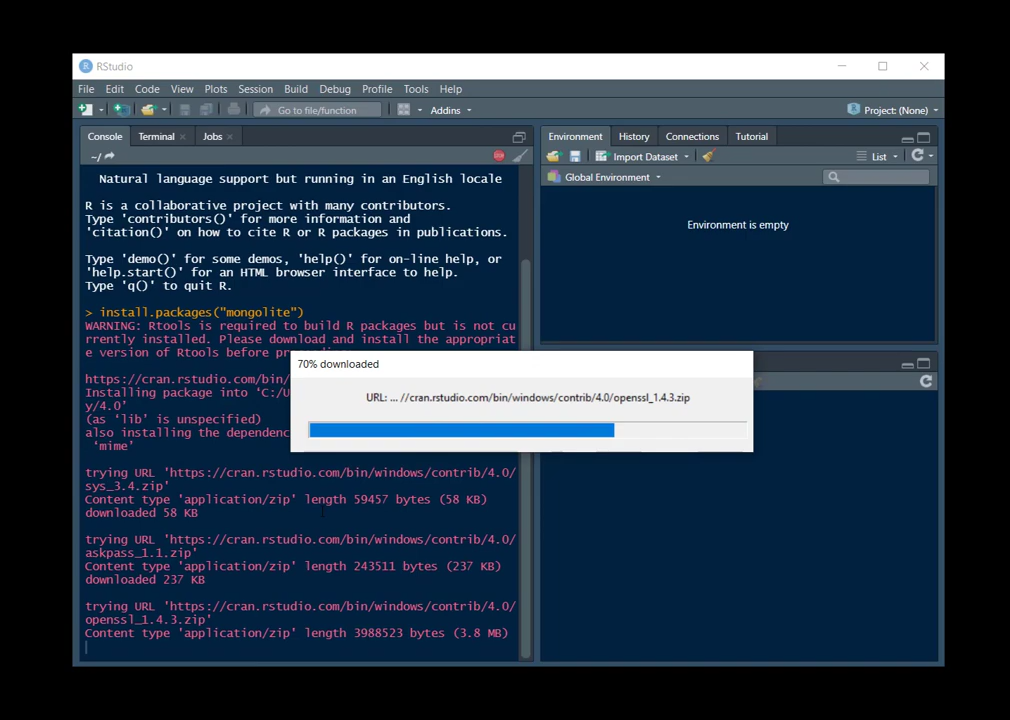 RStudio
File Edit Code View Plots Session Build Debug Profile Tools Help
Go to file/function Addins Project: (None)
Console Terminal Jobs
~/
Natural language support but running in an English locale
R is a collaborative project with many contributors.
Type 'contributors()' for more information and
'citation()' on how to cite R or R packages in publications.
Type 'demo()' for some demos, 'help()' for on-line help, or
'help.start()' for an HTML browser interface to help.
Type 'q()' to quit R.
> install.packages("mongolite")
WARNING: Rtools is required to build R packages but is not cu
rrently installed. Please download and install the appropriat
e version of Rtools before pr
https://cran.rstudio.com/bin/
Installing package into ‘C:/U
y/4.0’
(as ‘lib’ is unspecified)
also installing the dependenc
‘mime’
trying URL 'https://cran.rstudio.com/bin/windows/contrib/4.0/
sys_3.4.zip'
Content type 'application/zip' length 59457 bytes (58 KB)
downloaded 58 KB
trying URL 'https://cran.rstudio.com/bin/windows/contrib/4.0/
askpass_1.1.zip'
Content type 'application/zip' length 243511 bytes (237 KB)
downloaded 237 KB
trying URL 'https://cran.rstudio.com/bin/windows/contrib/4.0/
openssl_1.4.3.zip'
Content type 'application/zip' length 3988523 bytes (3.8 MB)
Environment History Connections Tutorial
Import Dataset List
Global Environment
Environment is empty
70% downloaded
URL: ... //cran.rstudio.com/bin/windows/contrib/4.0/openssl_1.4.3.zip